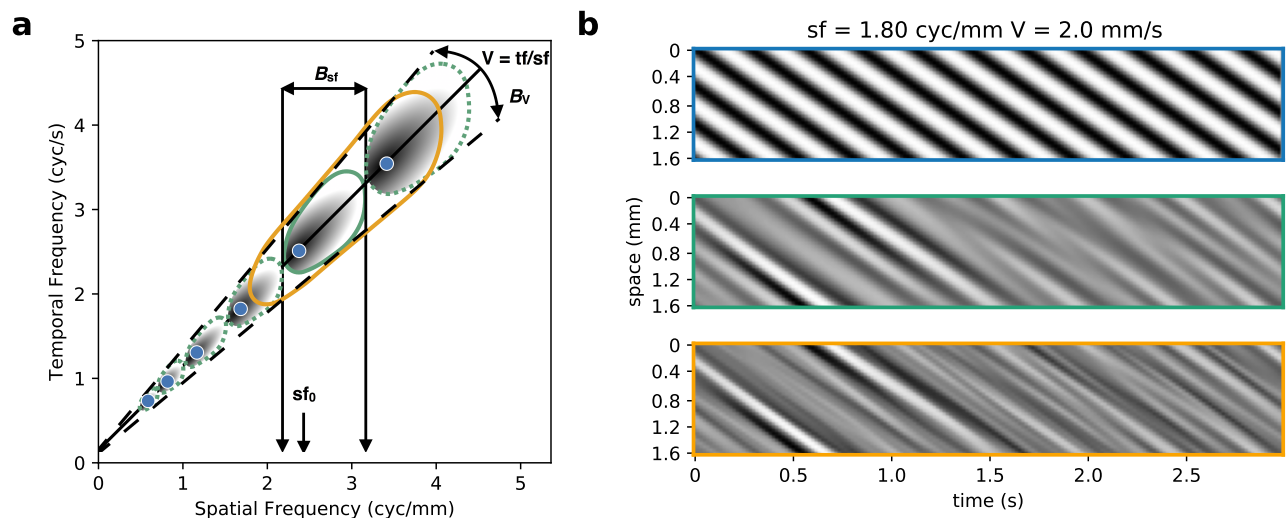 a
5
4
3
2
1
0
Temporal Frequency (cyc/s)
0 1 2 3 4 5
Spatial Frequency (cyc/mm)
Bsf
V = tf/sf
BV
sf0
b
sf = 1.80 cyc/mm V = 2.0 mm/s
0
0.4
0.8
1.2
1.6
0
0.4
0.8
1.2
1.6
0
0.4
0.8
1.2
1.6
space (mm)
0 0.5 1.0 1.5 2.0 2.5
time (s)